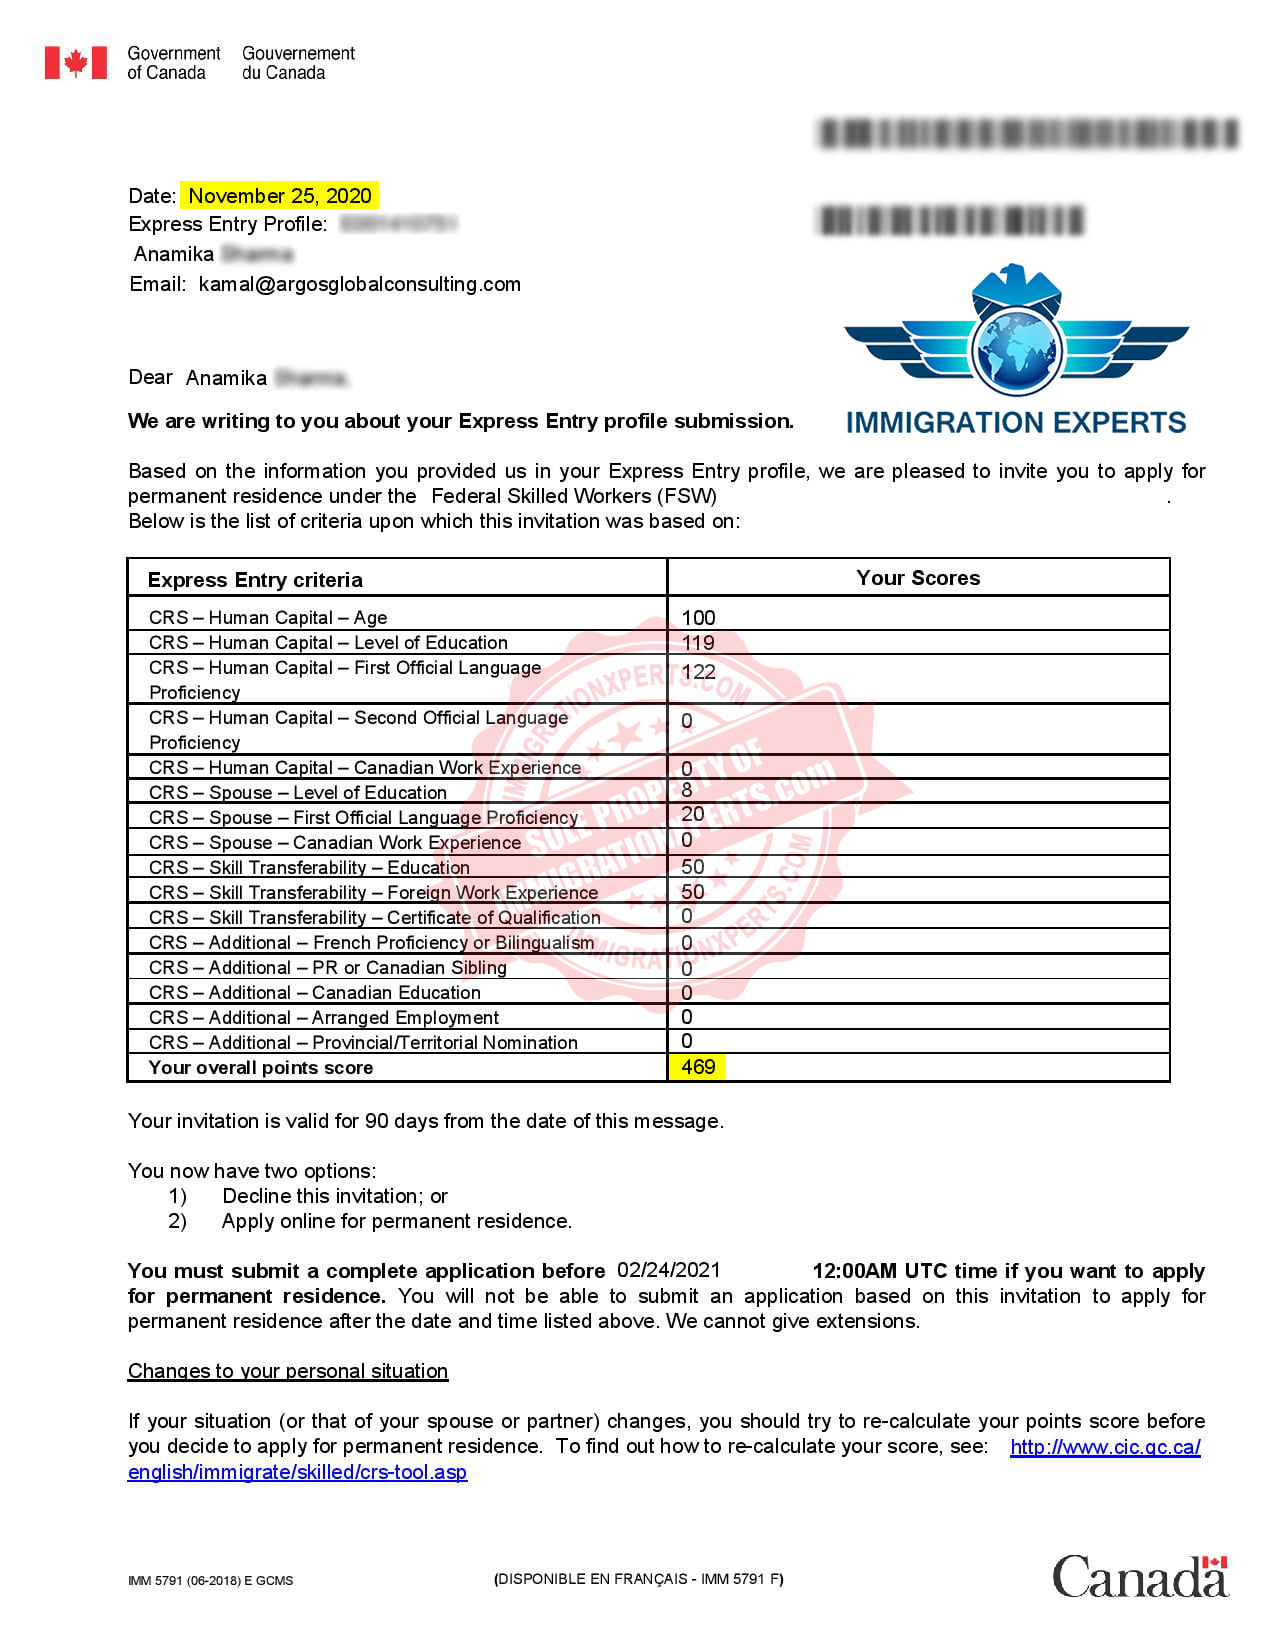 Government Gouvernement
of Canada du Canada
Date: November 25, 2020
Express Entry Profile:
Anamika
Email: kamal@argosglobalconsulting.com
IMMIGRATION EXPERTS
Dear Anamika
We are writing to you about your Express Entry profile submission.
Based on the information you provided us in your Express Entry profile, we are pleased to invite you to apply for
permanent residence under the Federal Skilled Workers (FSW) .
Below is the list of criteria upon which this invitation was based on:
Express Entry criteria Your Scores
CRS – Human Capital – Age 100
CRS – Human Capital – Level of Education 119
CRS – Human Capital – First Official Language 122
Proficiency
CRS – Human Capital – Second Official Language 0
Proficiency
CRS – Human Capital – Canadian Work Experience 0
CRS – Spouse – Level of Education 8
CRS – Spouse – First Official Language Proficiency 20
CRS – Spouse – Canadian Work Experience 0
CRS – Skill Transferability – Education 50
CRS – Skill Transferability – Foreign Work Experience 50
CRS – Skill Transferability – Certificate of Qualification 0
CRS – Additional – French Proficiency or Bilingualism 0
CRS – Additional – PR or Canadian Sibling 0
CRS – Additional – Canadian Education 0
CRS – Additional – Arranged Employment 0
CRS – Additional – Provincial/Territorial Nomination 0
Your overall points score 469
IMMIGRATIONXPERTS.COM
SOLE PROPERTY OF
IMMIGRATIONXPERTS.com
IMMIGRATIONXPERTS.COM
Your invitation is valid for 90 days from the date of this message.
You now have two options:
1) Decline this invitation; or
2) Apply online for permanent residence.
You must submit a complete application before 02/24/2021 12:00AM UTC time if you want to apply
for permanent residence. You will not be able to submit an application based on this invitation to apply for
permanent residence after the date and time listed above. We cannot give extensions.
Changes to your personal situation
If your situation (or that of your spouse or partner) changes, you should try to re-calculate your points score before
you decide to apply for permanent residence. To find out how to re-calculate your score, see: http://www.cic.gc.ca/
english/immigrate/skilled/crs-tool.asp
IMM 5791 (06-2018) E GCMS (DISPONIBLE EN FRANÇAIS - IMM 5791 F) Canada